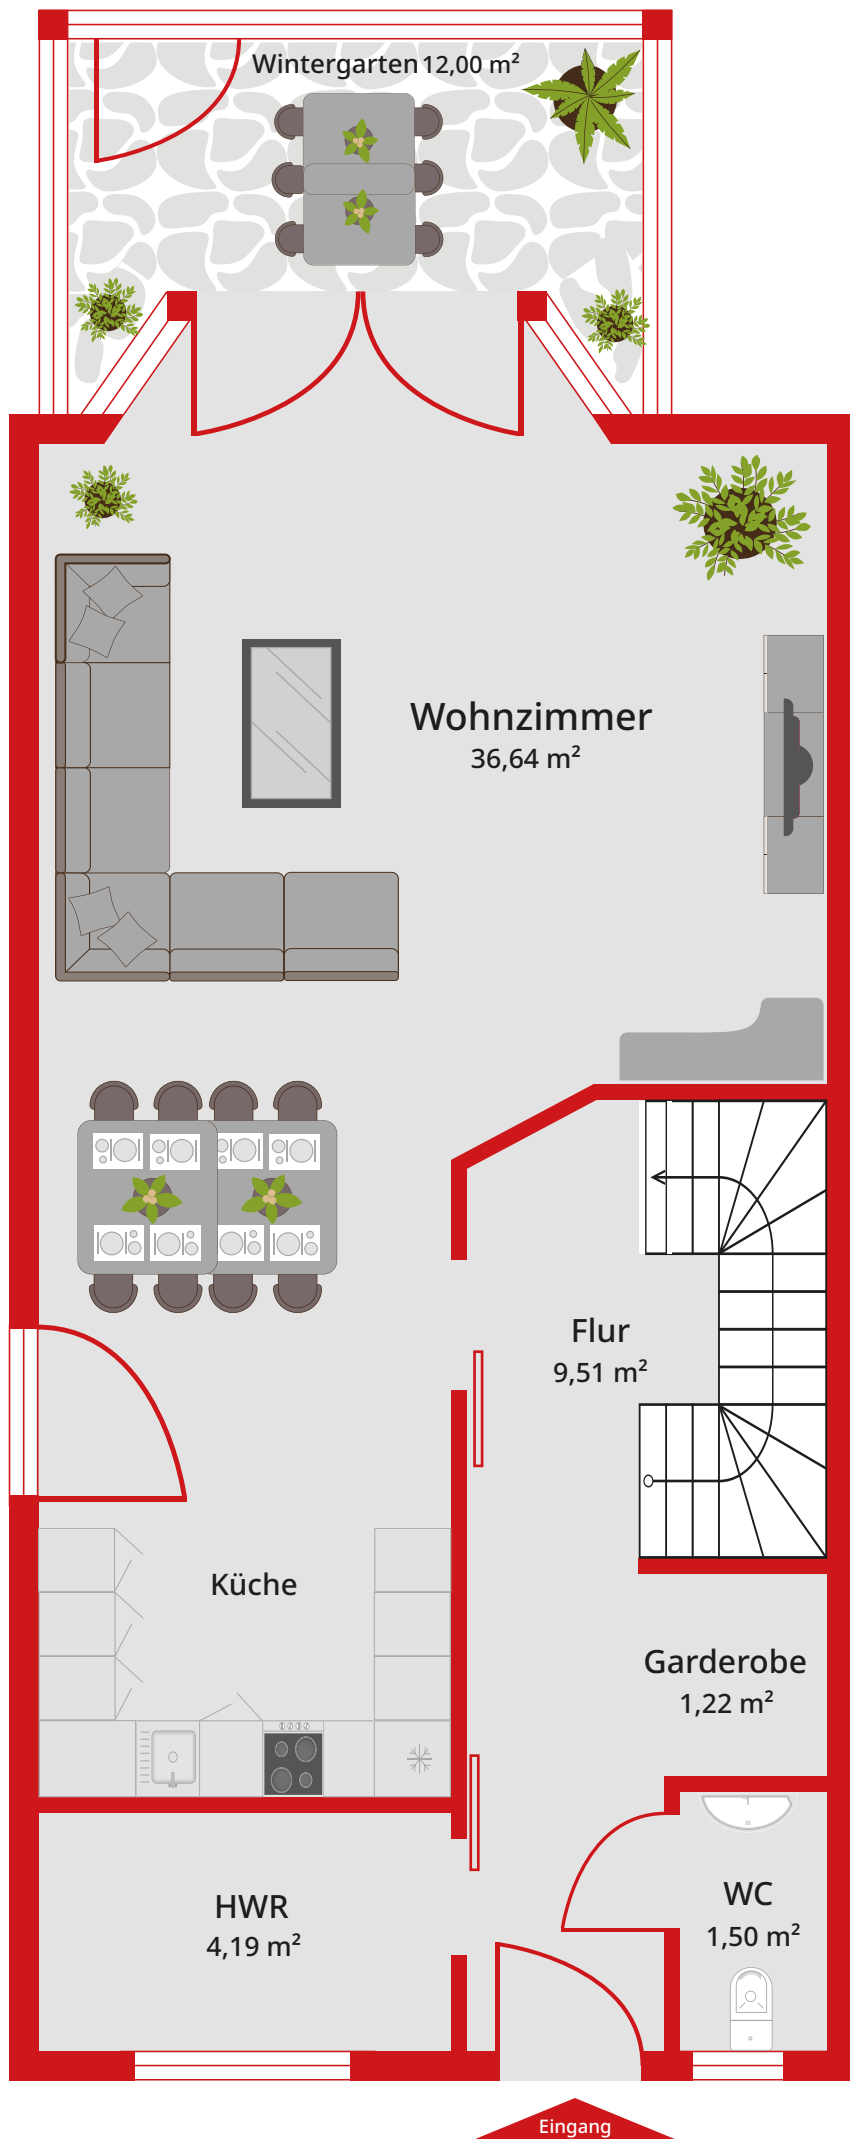 Wintergarten 12,00 m²
Wohnzimmer
36,64 m²
Flur
9,51 m²
Küche
Garderobe
1,22 m²
HWR
4,19 m²
WC
1,50 m²
Eingang